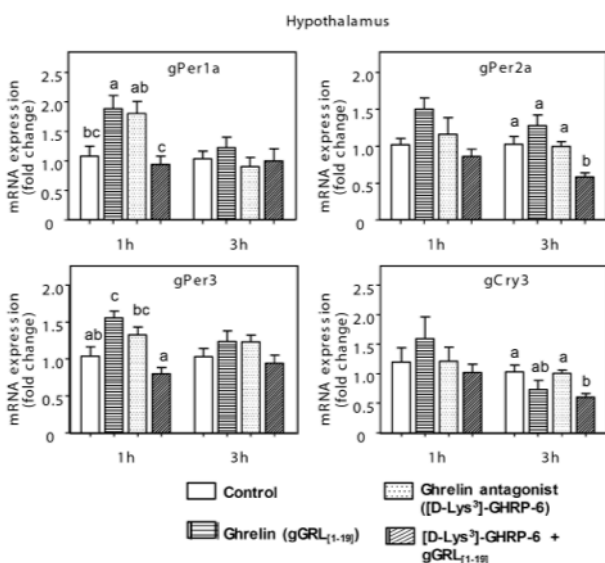 Hypothalamus
gPer1a
mRNA expression
(fold change)
2.5
2.0
1.5
1.0
0.5
0
bc
a
ab
c
1h
3h
gPer2a
mRNA expression
(fold change)
2.0
1.5
1.0
0.5
0
a
a
a
b
1h
3h
gPer3
mRNA expression
(fold change)
2.0
1.5
1.0
0.5
0
ab
c
bc
a
1h
3h
gCry3
mRNA expression
(fold change)
2.5
2.0
1.5
1.0
0.5
0
a
ab
a
b
1h
3h
Control
Ghrelin (gGRL[1-19])
Ghrelin antagonist
([D-Lys³]-GHRP-6)
[D-Lys³]-GHRP-6 +
gGRL[1-19]